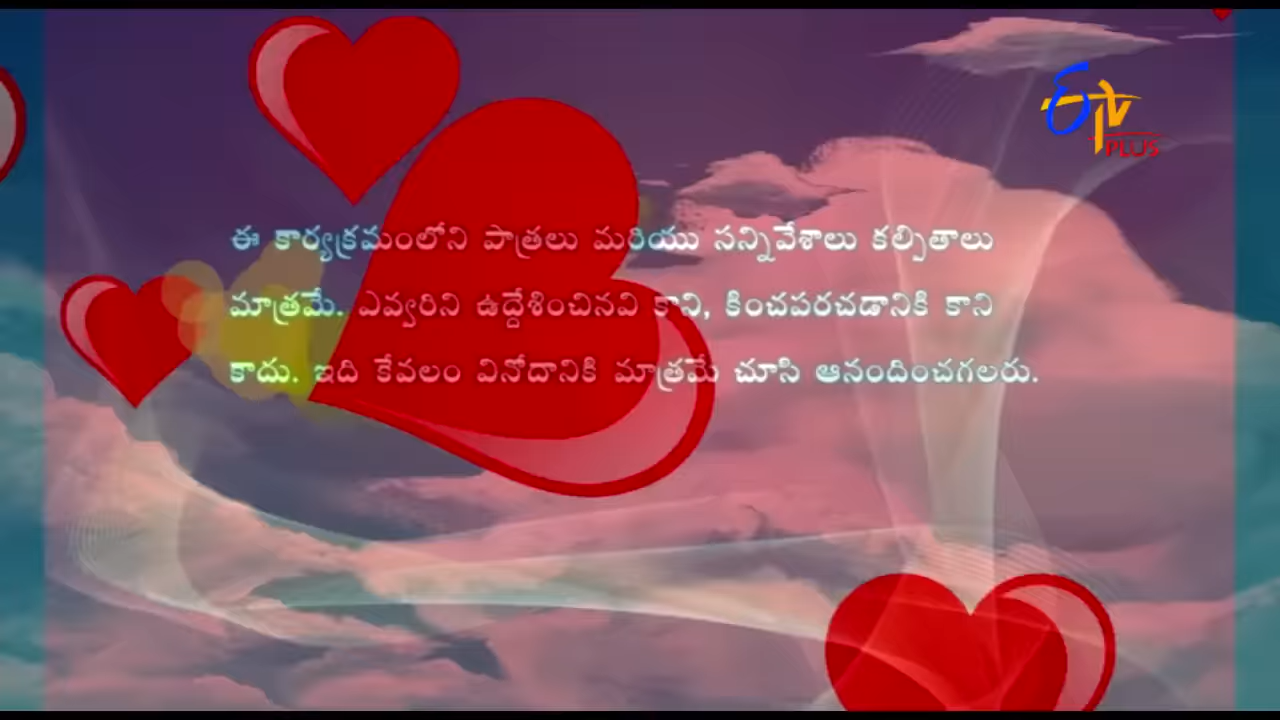 ETV
PLUS
ఈ కార్యక్రమంలోని పాత్రలు మరియు సన్నివేశాలు కల్పితాలు
మాత్రమే. ఎవ్వరిని ఉద్దేశించినవి కాని, కించపరచడానికి కాని
కాదు. ఇది కేవలం వినోదానికి మాత్రమే చూసి ఆనందించగలరు.